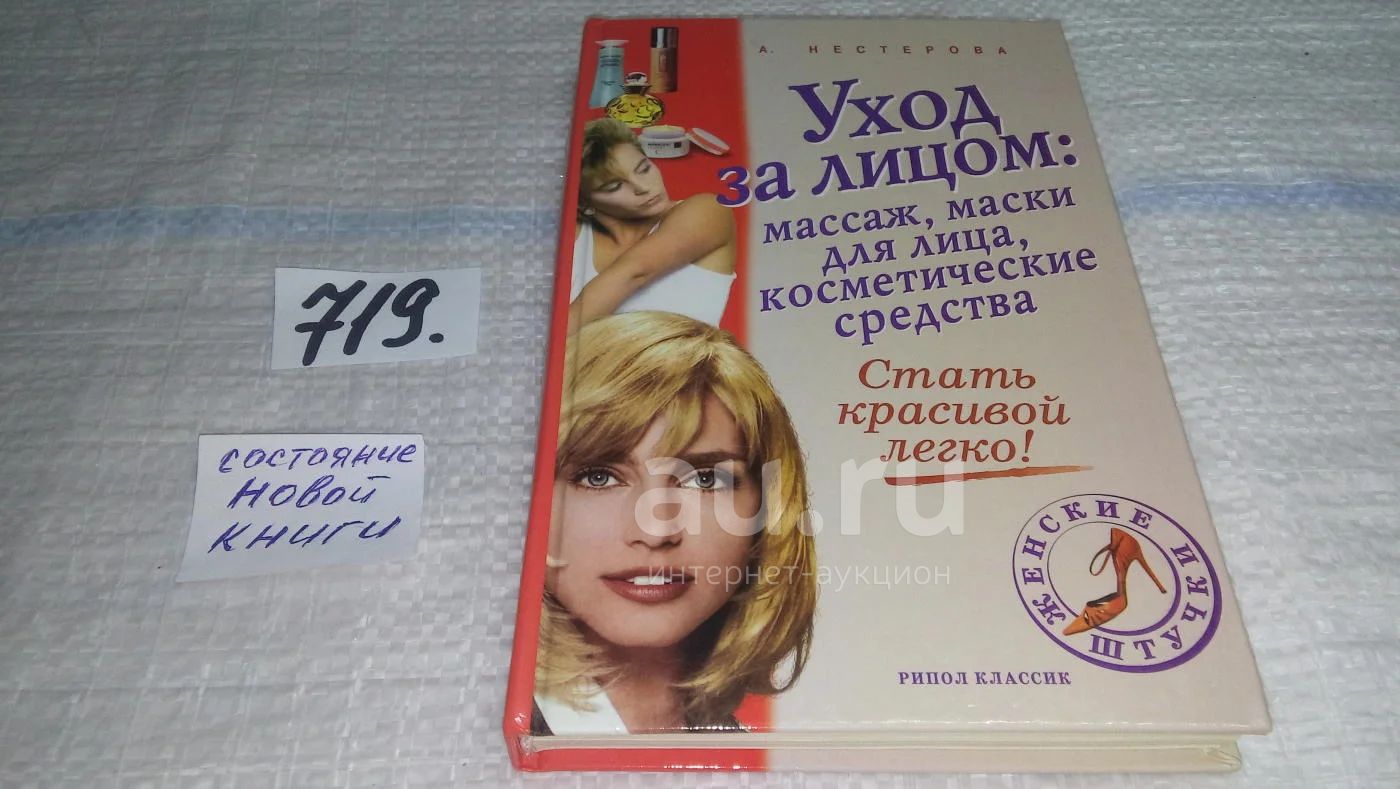 А. НЕСТЕРОВА
Уход
за лицом:
массаж, маски
для лица,
косметические
средства
Стать
красивой
легко!
ЖЕНСКИЕ ШТУЧКИ
РИПОЛ КЛАССИК
719.
состояние
новой
книги
au.ru
интернет-аукцион